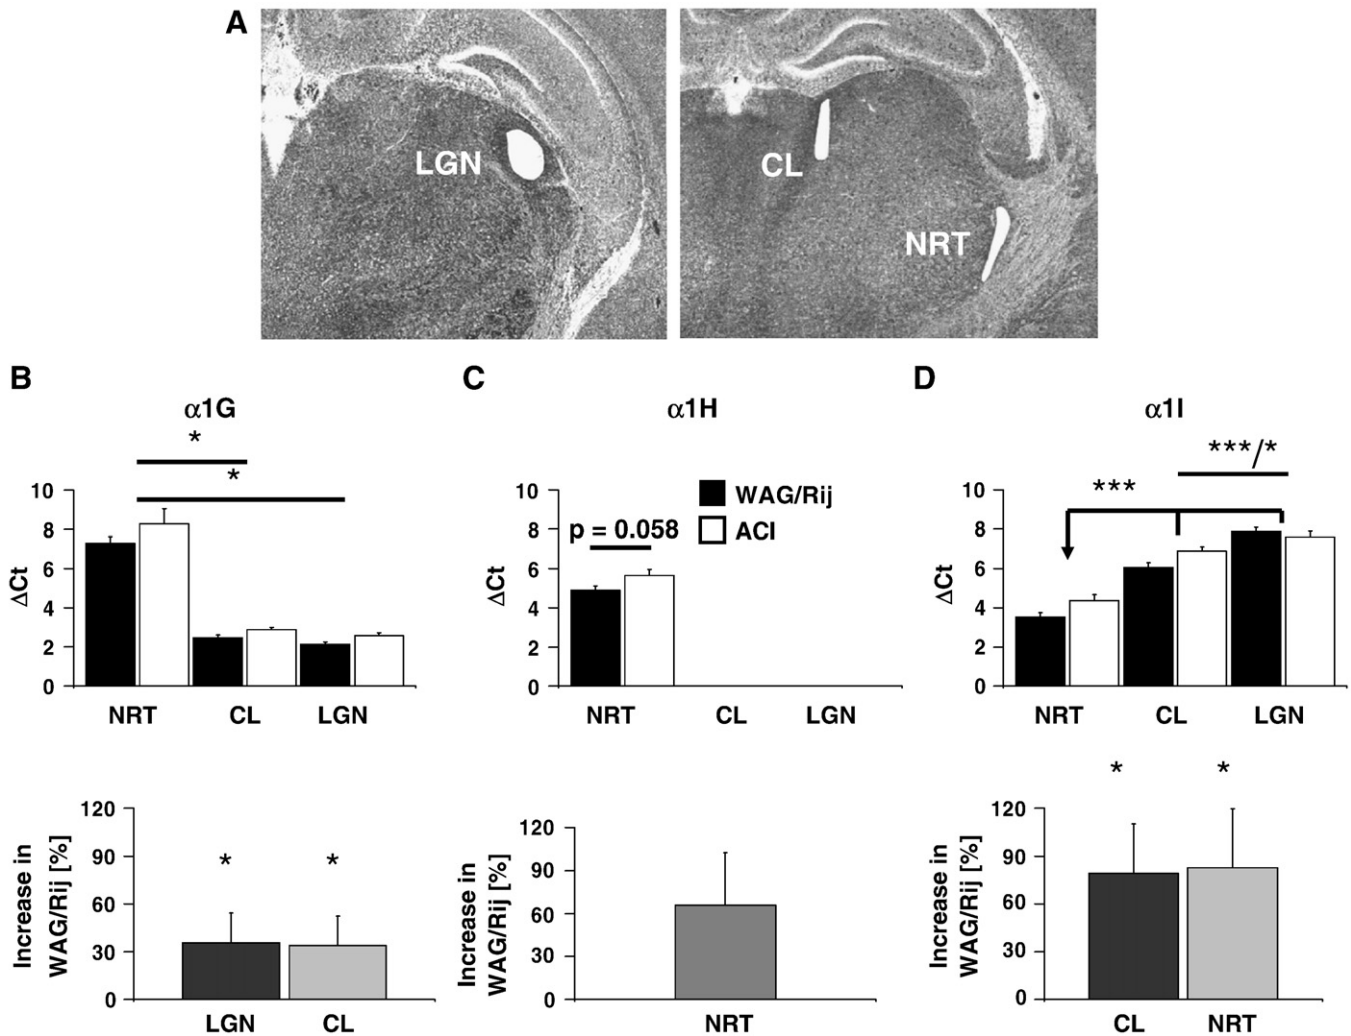 A
LGN
CL
NRT
B
α1G
*
*
ΔCt
10
8
6
4
2
0
NRT CL LGN
Increase in
WAG/Rij [%]
120
90
60
30
0
* *
LGN CL
C
α1H
WAG/Rij
ACI
p = 0.058
ΔCt
10
8
6
4
2
0
NRT CL LGN
Increase in
WAG/Rij [%]
120
90
60
30
0
NRT
D
α1I
***/*
***
ΔCt
10
8
6
4
2
0
NRT CL LGN
Increase in
WAG/Rij [%]
120
90
60
30
0
* *
CL NRT